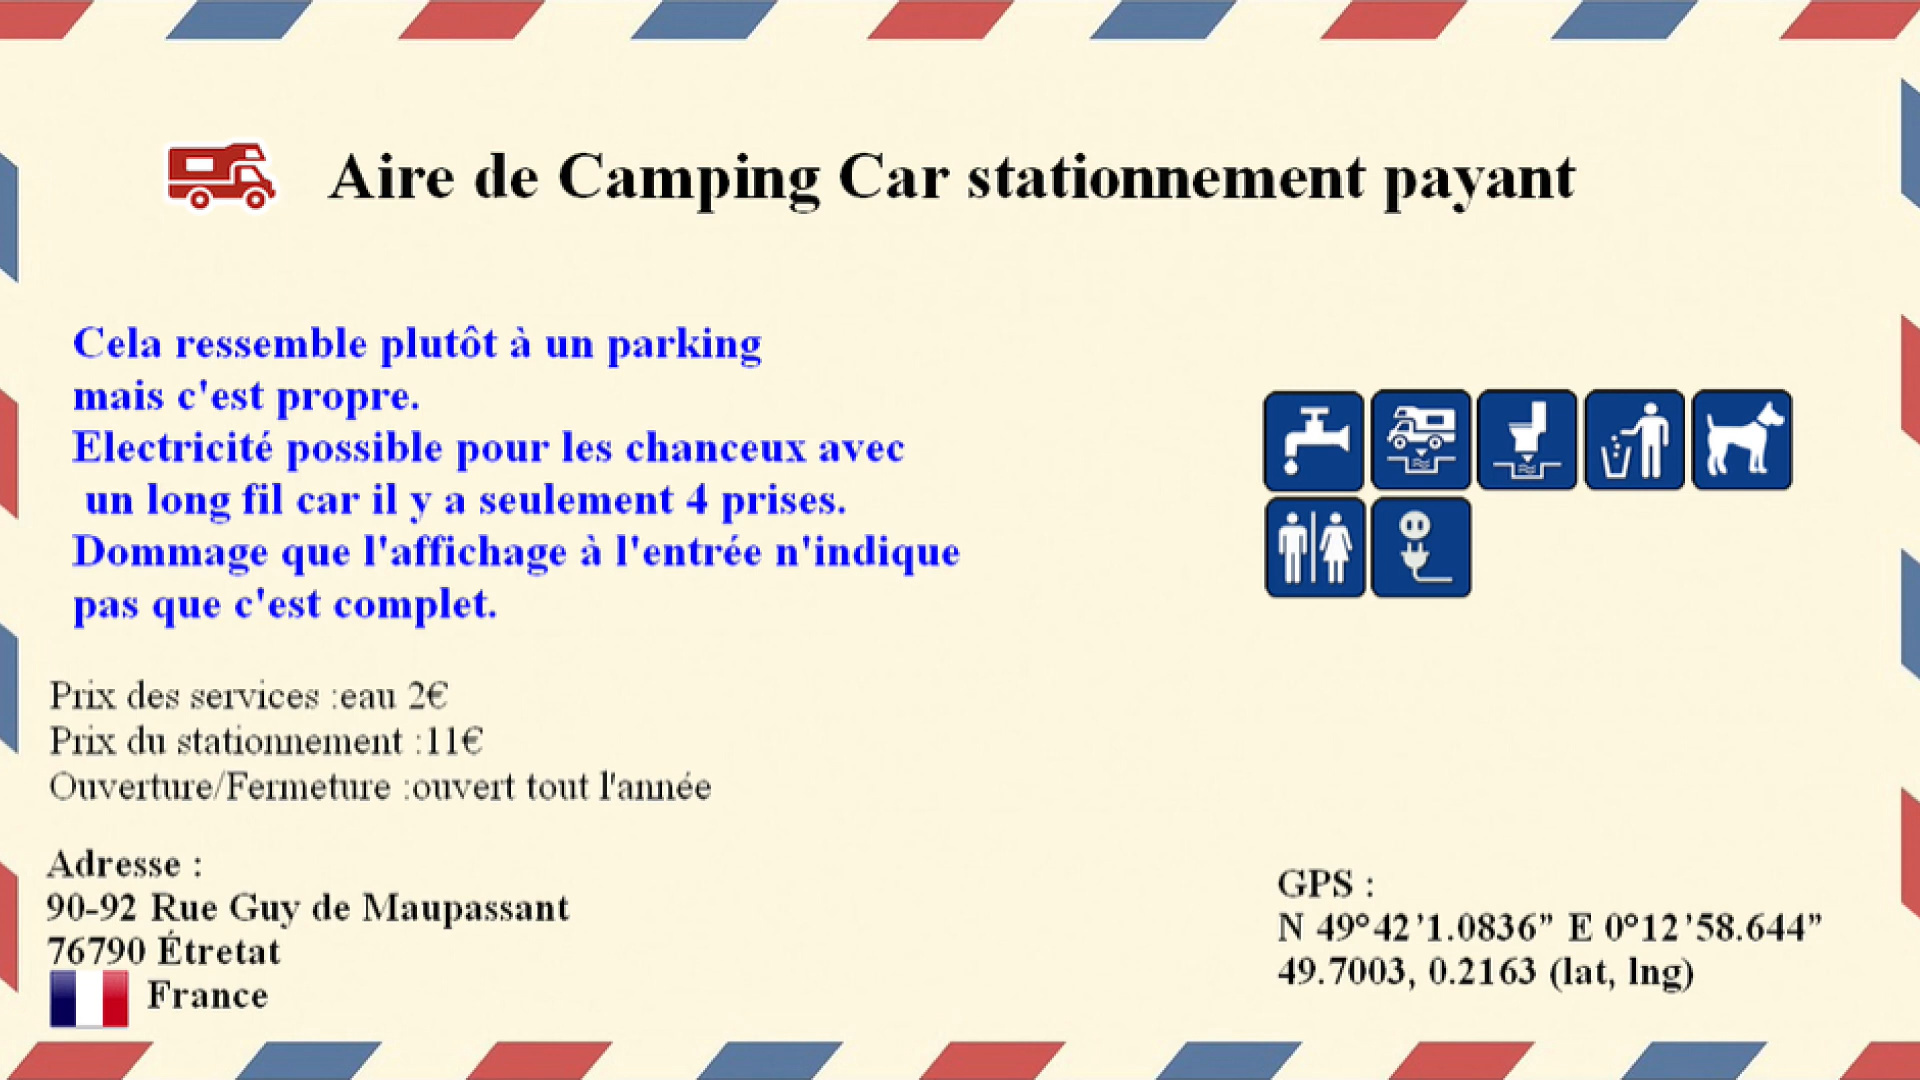 Aire de Camping Car stationnement payant
Cela ressemble plutôt à un parking
mais c'est propre.
Electricité possible pour les chanceux avec
un long fil car il y a seulement 4 prises.
Dommage que l'affichage à l'entrée n'indique
pas que c'est complet.
Prix des services :eau 2€
Prix du stationnement :11€
Ouverture/Fermeture :ouvert tout l'année
Adresse :
90-92 Rue Guy de Maupassant
76790 Étretat
France
GPS :
N 49°42’1.0836” E 0°12’58.644”
49.7003, 0.2163 (lat, lng)